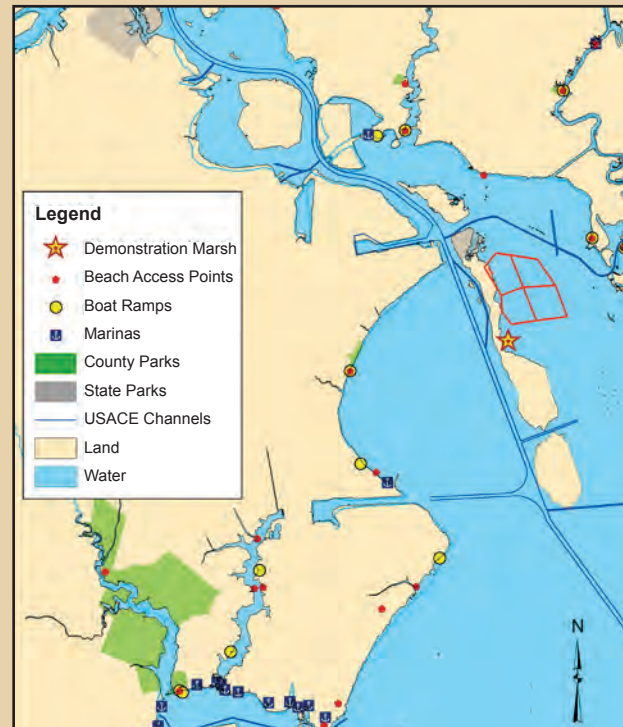 Legend
Demonstration Marsh
Beach Access Points
Boat Ramps
Marinas
County Parks
State Parks
USACE Channels
Land
Water
N